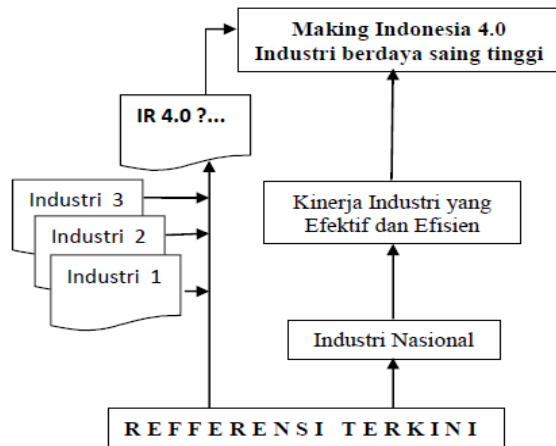 Making Indonesia 4.0
Industri berdaya saing tinggi
IR 4.0 ?...
Industri 3
Industri 2
Industri 1
Kinerja Industri yang
Efektif dan Efisien
Industri Nasional
REFFERENSI TERKINI